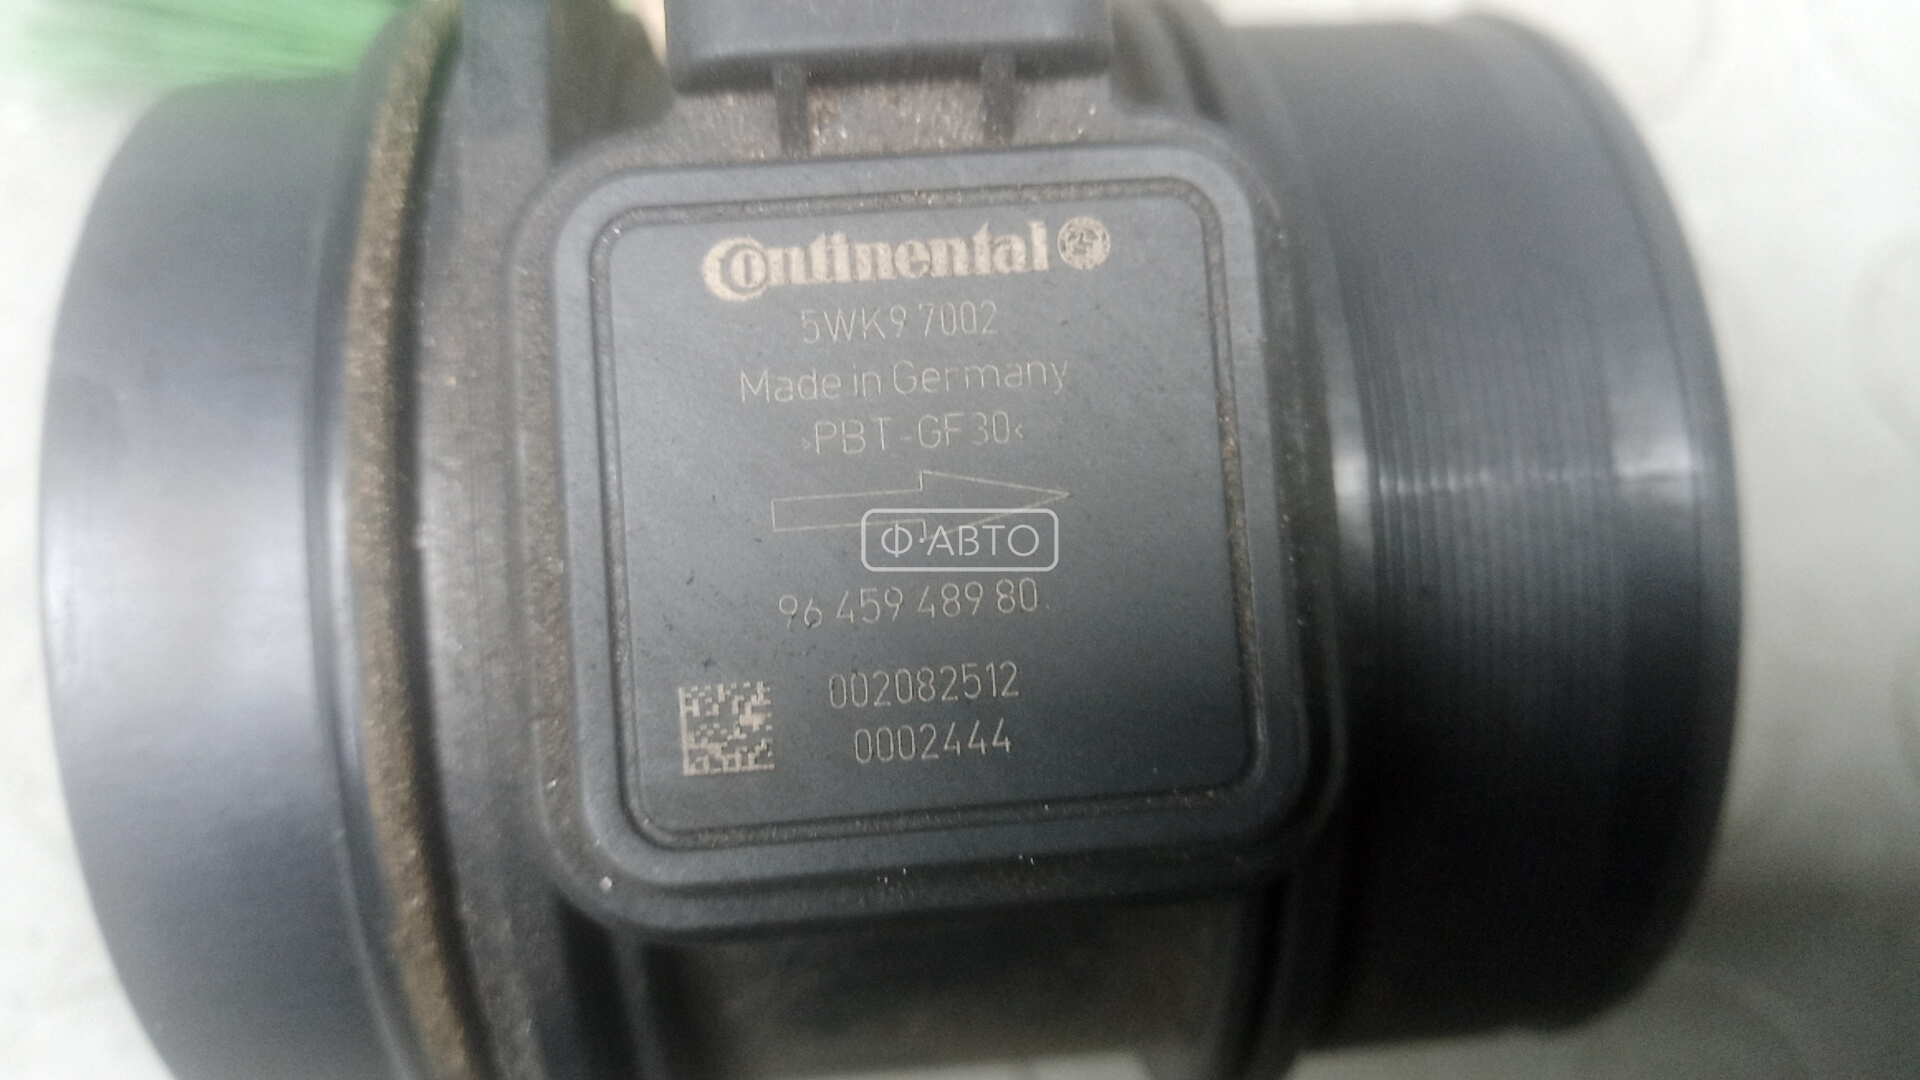 Continental
5WK9 7002
Made in Germany
>PBT-GF30<
Ф·АВТО
96 459 489 80
002082512
0002444